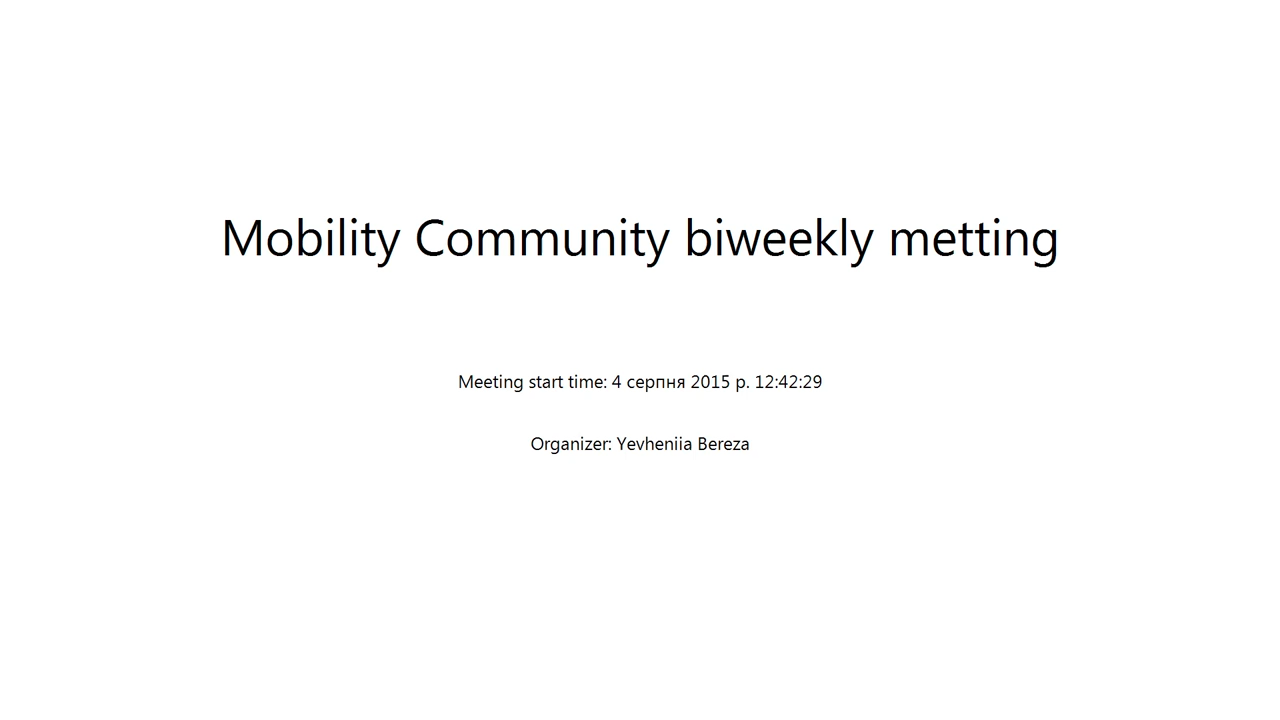 Mobility Community biweekly metting
Meeting start time: 4 серпня 2015 р. 12:42:29
Organizer: Yevheniia Bereza